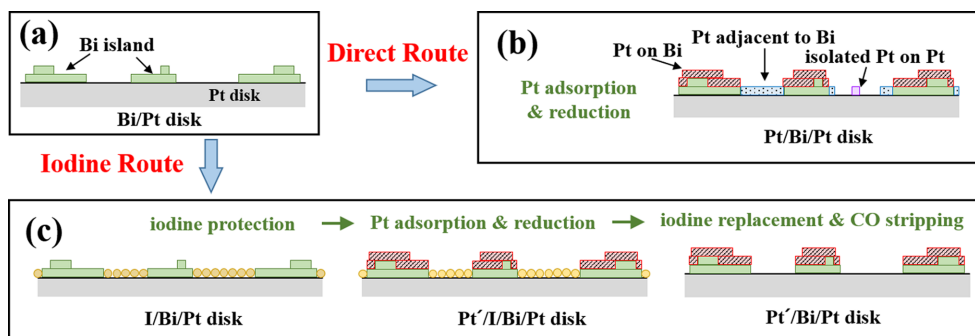 (a)
Bi island
Pt disk
Bi/Pt disk
Direct Route
(b)
Pt on Bi
Pt adjacent to Bi
isolated Pt on Pt
Pt adsorption
& reduction
Pt/Bi/Pt disk
Iodine Route
(c)
iodine protection
Pt adsorption & reduction
iodine replacement & CO stripping
I/Bi/Pt disk
Pt´/I/Bi/Pt disk
Pt´/Bi/Pt disk